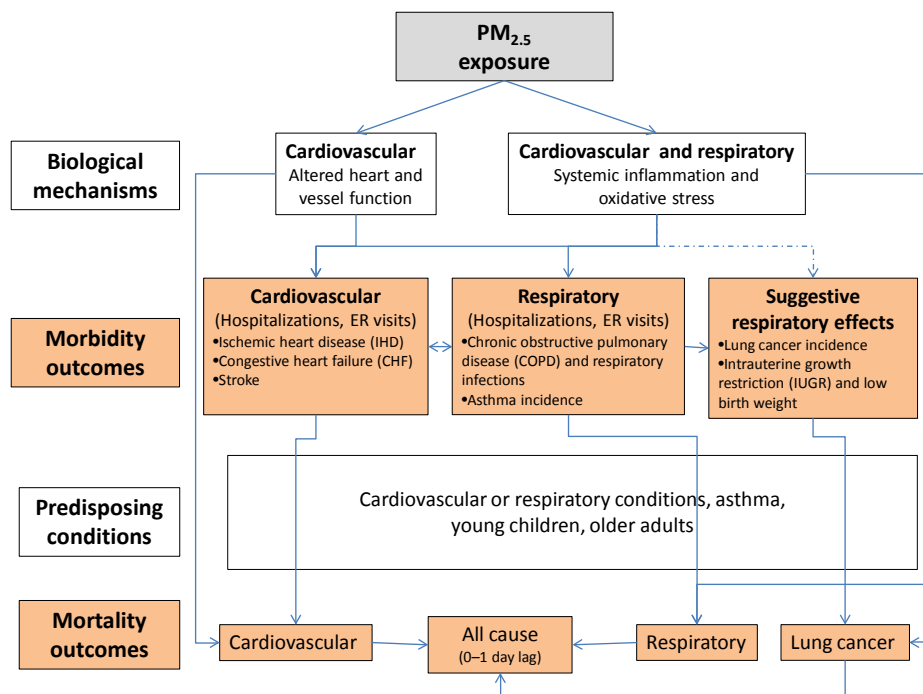 PM2.5
exposure
Biological
mechanisms
Cardiovascular
Altered heart and
vessel function
Cardiovascular and respiratory
Systemic inflammation and
oxidative stress
Morbidity
outcomes
Cardiovascular
(Hospitalizations, ER visits)
•Ischemic heart disease (IHD)
•Congestive heart failure (CHF)
•Stroke
Respiratory
(Hospitalizations, ER visits)
•Chronic obstructive pulmonary
disease (COPD) and respiratory
infections
•Asthma incidence
Suggestive
respiratory effects
•Lung cancer incidence
•Intrauterine growth
restriction (IUGR) and low
birth weight
Predisposing
conditions
Cardiovascular or respiratory conditions, asthma,
young children, older adults
Mortality
outcomes
Cardiovascular
All cause
(0–1 day lag)
Respiratory
Lung cancer